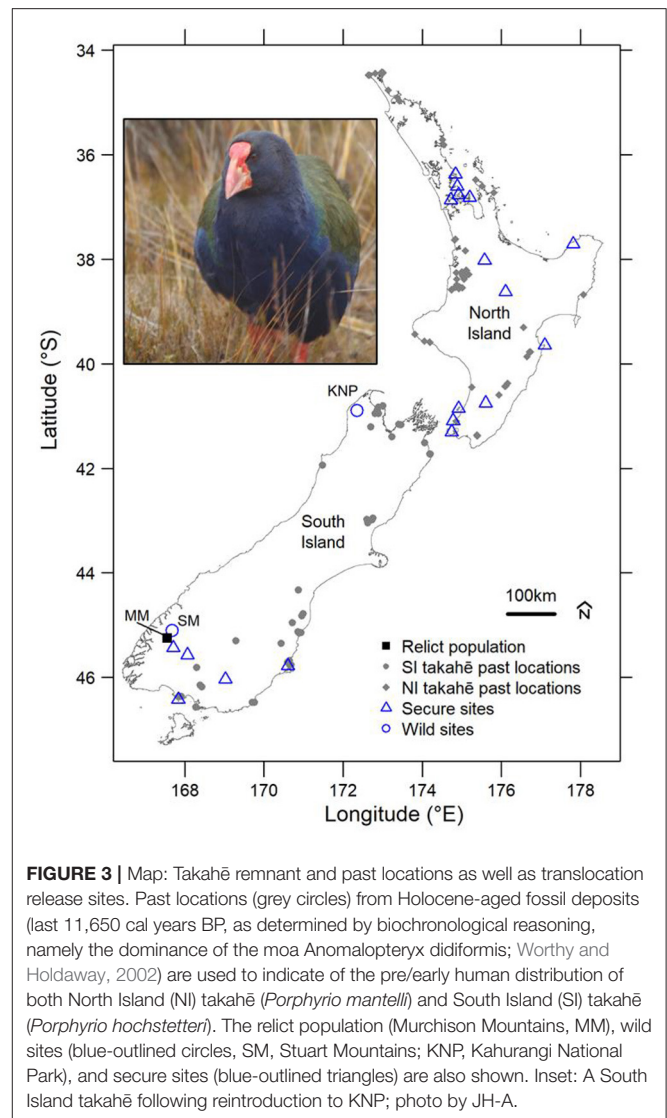 34
36
38
40
42
44
46
Latitude (°S)
North
Island
KNP
South
Island
MM
SM
100km
N
Relict population
SI takahē past locations
NI takahē past locations
Secure sites
Wild sites
168
170
172
174
176
178
Longitude (°E)
FIGURE 3 | Map: Takahē remnant and past locations as well as translocation
release sites. Past locations (grey circles) from Holocene-aged fossil deposits
(last 11,650 cal years BP, as determined by biochronological reasoning,
namely the dominance of the moa Anomalopteryx didiformis; Worthy and
Holdaway, 2002) are used to indicate of the pre/early human distribution of
both North Island (NI) takahē (Porphyrio mantelli) and South Island (SI) takahē
(Porphyrio hochstetteri). The relict population (Murchison Mountains, MM), wild
sites (blue-outlined circles, SM, Stuart Mountains; KNP, Kahurangi National
Park), and secure sites (blue-outlined triangles) are also shown. Inset: A South
Island takahē following reintroduction to KNP; photo by JH-A.